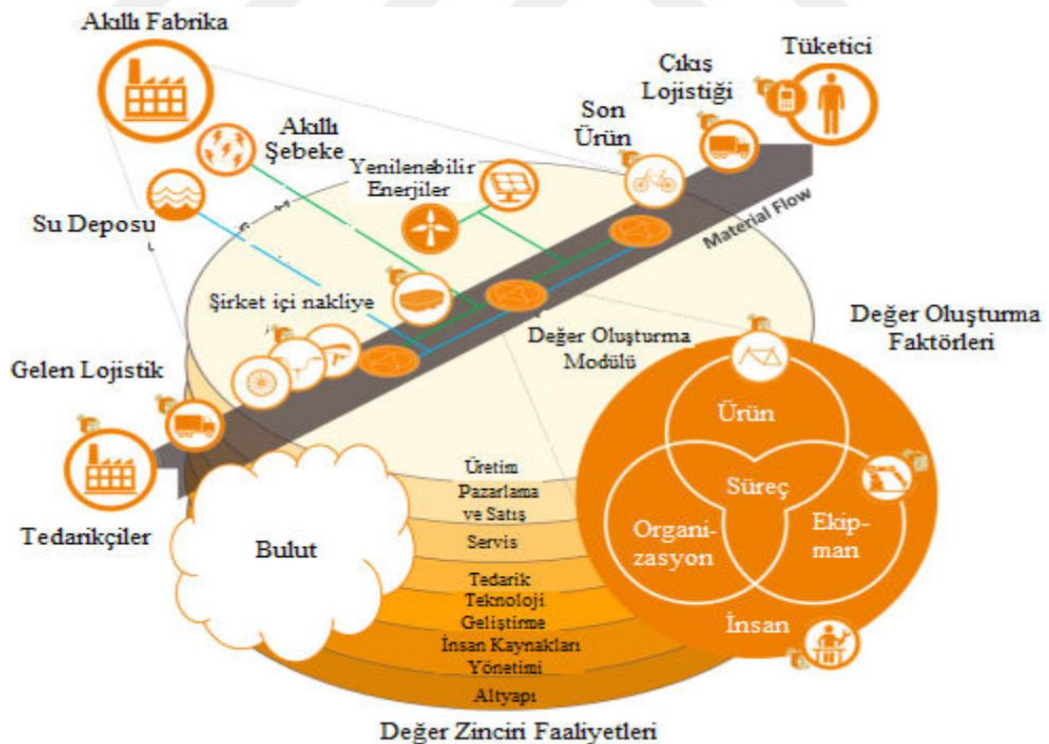 Akıllı Fabrika
Tüketici
Çıkış
Lojistiği
Son
Ürün
Akıllı
Şebeke
Yenilenebilir
Enerjiler
Su Deposu
Material Flow
Şirket içi nakliye
Değer Oluşturma
Modülü
Değer Oluşturma
Faktörleri
Gelen Lojistik
Tedarikçiler
Bulut
Ürün
Süreç
Organi-
zasyon
Ekip-
man
İnsan
Üretim
Pazarlama
ve Satış
Servis
Tedarik
Teknoloji
Geliştirme
İnsan Kaynakları
Yönetimi
Altyapı
Değer Zinciri Faaliyetleri